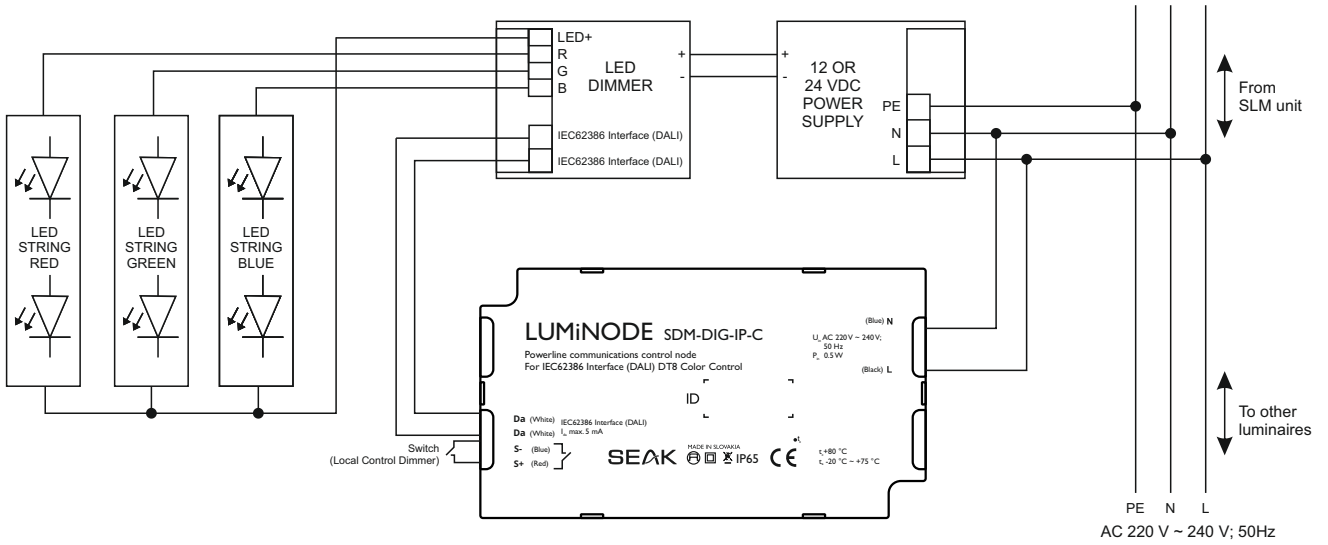 LED+
R
G
B
LED
DIMMER
+
-
+
-
12 OR
24 VDC
POWER
SUPPLY
PE
N
L
From
SLM unit
IEC62386 Interface (DALI)
IEC62386 Interface (DALI)
LED
STRING
RED
LED
STRING
GREEN
LED
STRING
BLUE
LUMiNODE SDM-DIG-IP-C
Powerline communications control node
For IEC62386 Interface (DALI) DT8 Color Control
(Blue) N
AC 220V ~ 240V;
50 Hz
0.5 W
(Black) L
ID
Da (White) IEC62386 Interface (DALI)
Da (White) max. 5 mA
S- (Blue)
S+ (Red)
Switch
(Local Control Dimmer)
SEAK
MADE IN SLOVAKIA
IP65
CE
+80 °C
-20 °C ~ +75 °C
To other
luminaires
PE N L
AC 220 V ~ 240 V; 50Hz